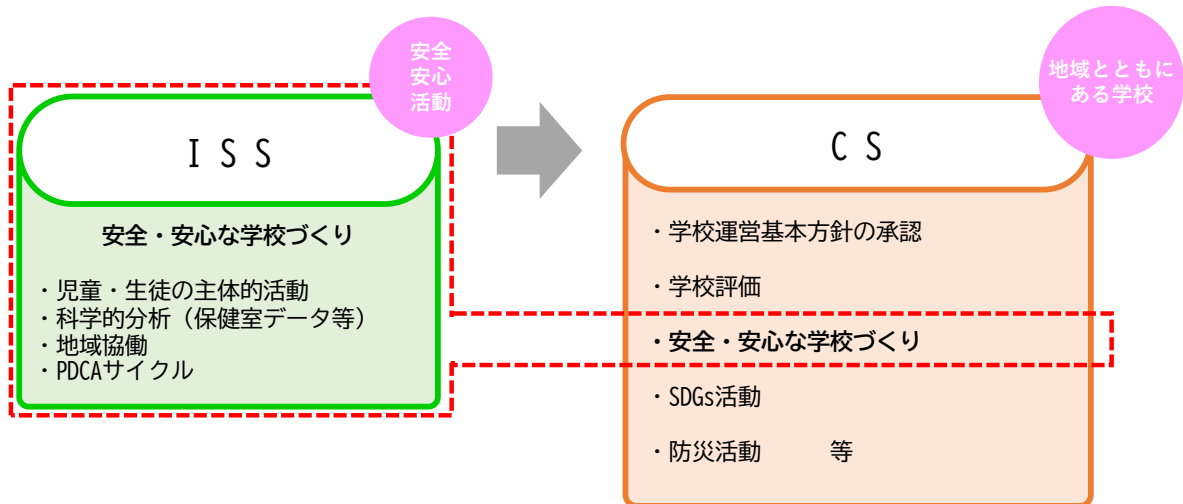 安全
安心
活動
ＩＳＳ
安全・安心な学校づくり
・児童・生徒の主体的活動
・科学的分析（保健室データ等）
・地域協働
・PDCAサイクル
地域とともに
ある学校
ＣＳ
・学校運営基本方針の承認
・学校評価
・安全・安心な学校づくり
・SDGs活動
・防災活動　　　等